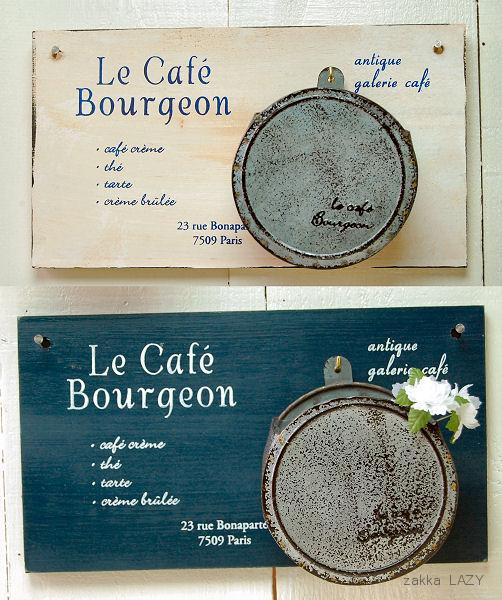 Le Café
Bourgeon
antique
galerie café
• café crème
• thé
• tarte
• crème brûlée
le café
Bourgeon
23 rue Bonapa
7509 Paris
Le Café
Bourgeon
antique
galerie café
• café crème
• thé
• tarte
• crème brûlée
23 rue Bonaparte
7509 Paris
zakka LAZY